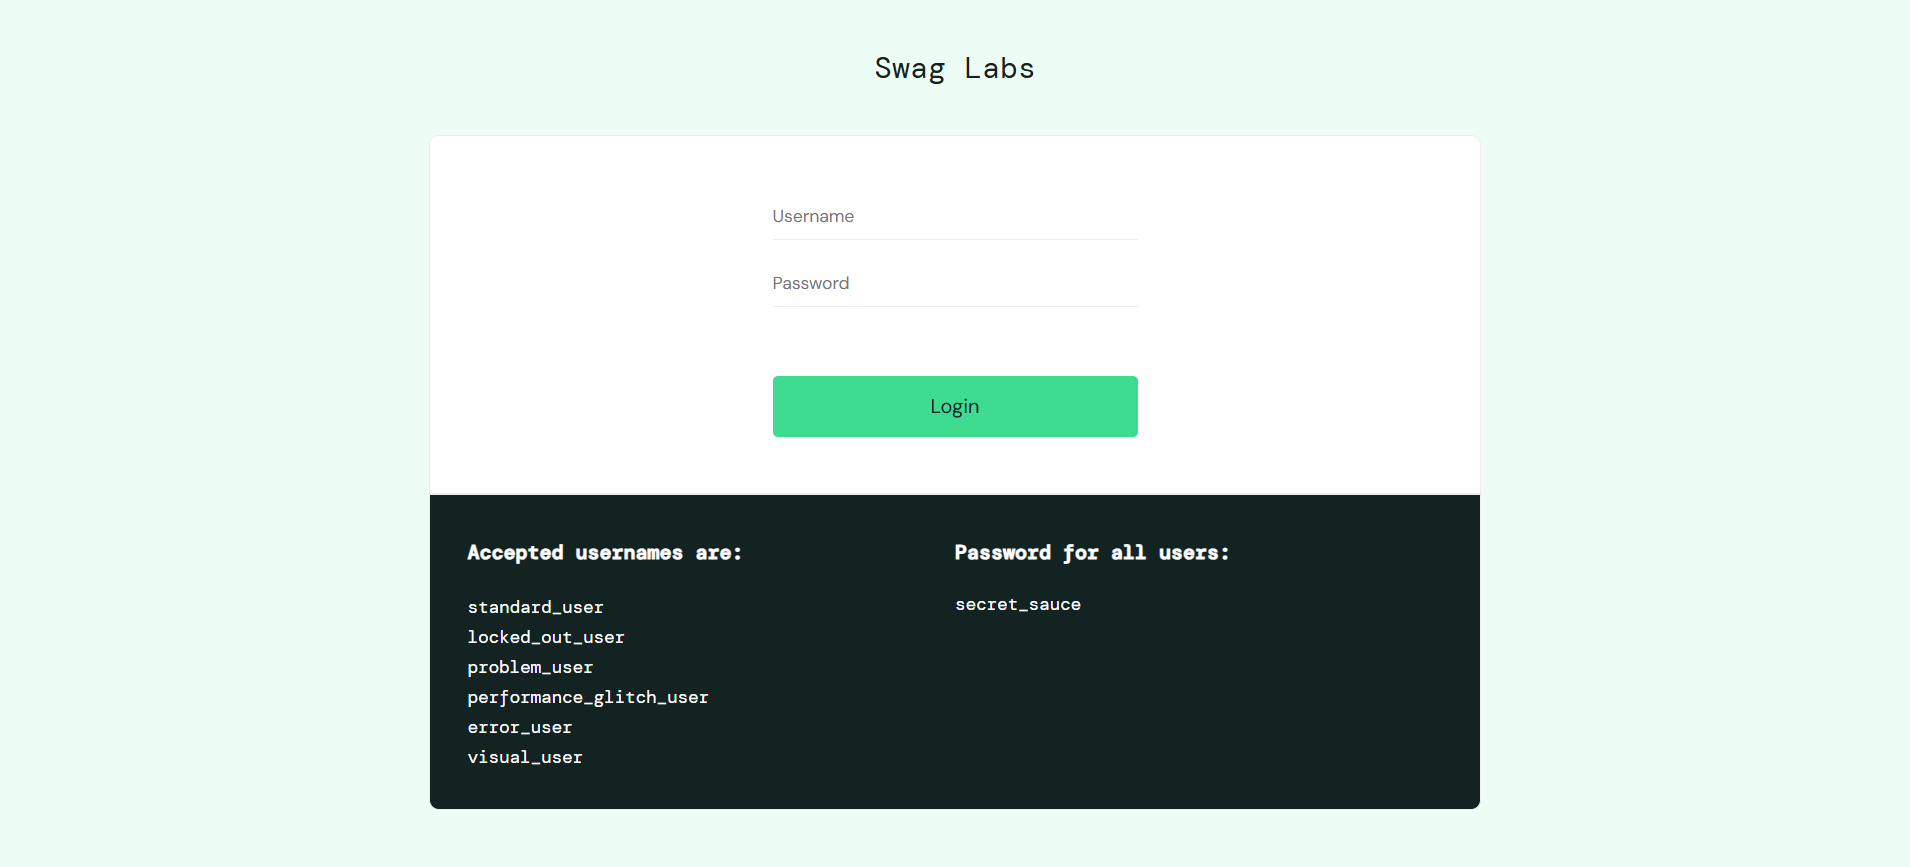 Swag Labs
Username
Password
Login
Accepted usernames are:
standard_user
locked_out_user
problem_user
performance_glitch_user
error_user
visual_user
Password for all users:
secret_sauce